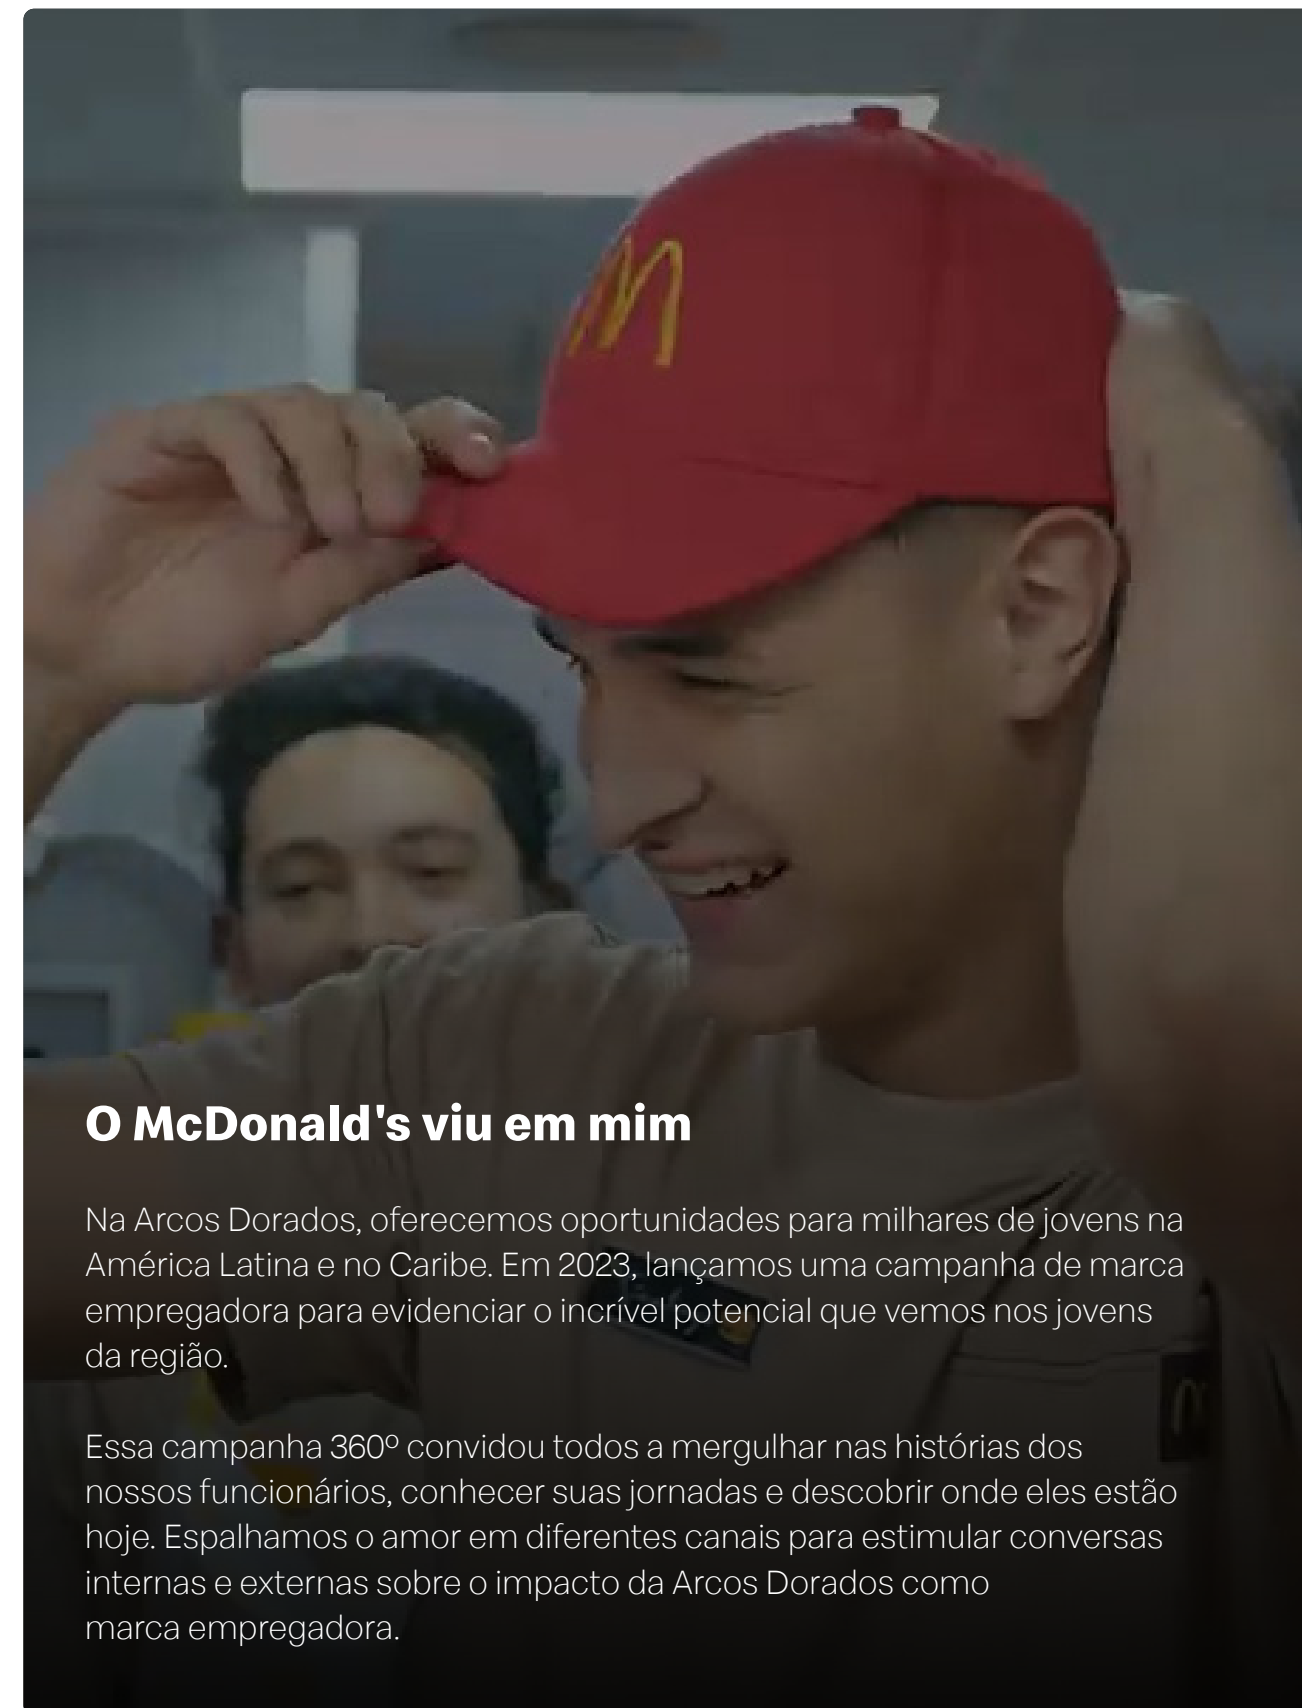 O McDonald's viu em mim
Na Arcos Dorados, oferecemos oportunidades para milhares de jovens na
América Latina e no Caribe. Em 2023, lançamos uma campanha de marca
empregadora para evidenciar o incrível potencial que vemos nos jovens
da região.
Essa campanha 360º convidou todos a mergulhar nas histórias dos
nossos funcionários, conhecer suas jornadas e descobrir onde eles estão
hoje. Espalhamos o amor em diferentes canais para estimular conversas
internas e externas sobre o impacto da Arcos Dorados como
marca empregadora.